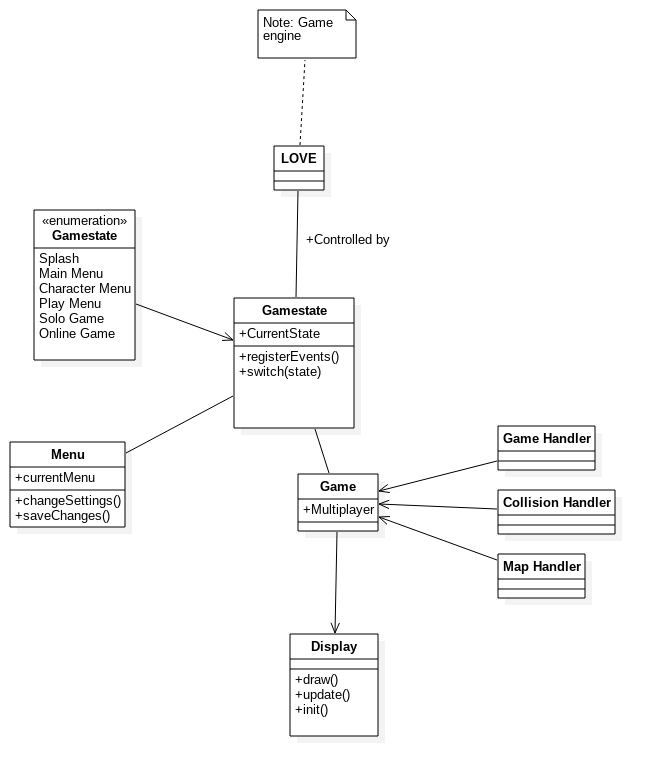 Note: Game
engine
LOVE
+Controlled by
«enumeration»
Gamestate
Splash
Main Menu
Character Menu
Play Menu
Solo Game
Online Game
Gamestate
+CurrentState
+registerEvents()
+switch(state)
Menu
+currentMenu
+changeSettings()
+saveChanges()
Game
+Multiplayer
Game Handler
Collision Handler
Map Handler
Display
+draw()
+update()
+init()